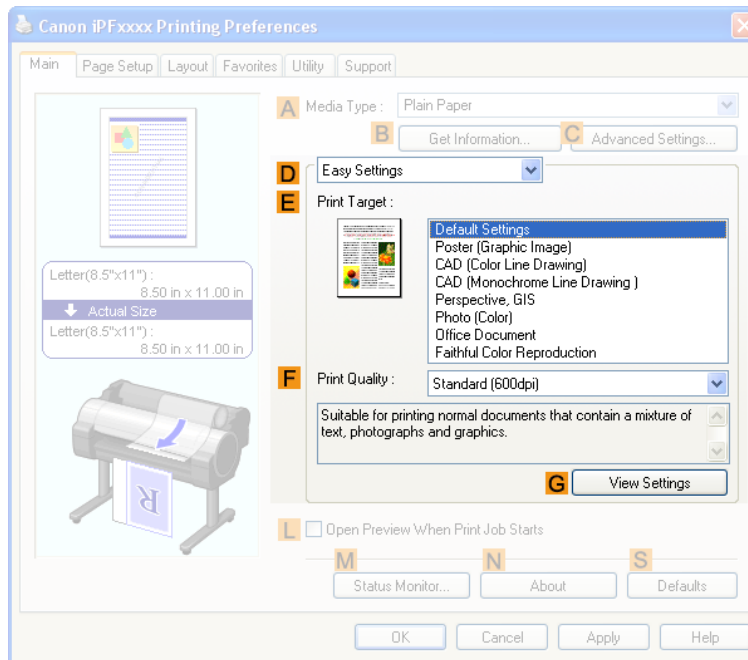 Canon iPFxxxx Printing Preferences
Main Page Setup Layout Favorites Utility Support
A Media Type : Plain Paper
B Get Information... C Advanced Settings...
D Easy Settings
E Print Target :
Default Settings
Poster (Graphic Image)
CAD (Color Line Drawing)
CAD (Monochrome Line Drawing )
Perspective, GIS
Photo (Color)
Office Document
Faithful Color Reproduction
Letter(8.5"x11") :
8.50 in x 11.00 in
Actual Size
Letter(8.5"x11") :
8.50 in x 11.00 in
R
F Print Quality : Standard (600dpi)
Suitable for printing normal documents that contain a mixture of
text, photographs and graphics.
G View Settings
L Open Preview When Print Job Starts
M N S
Status Monitor... About Defaults
OK Cancel Apply Help